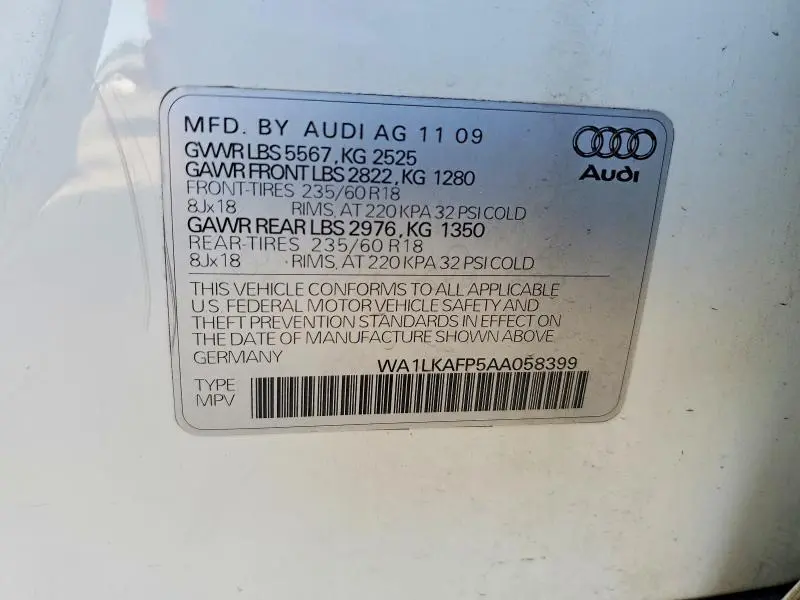 MFD. BY AUDI AG 11 09
GVWR LBS 5567, KG 2525
GAWR FRONT LBS 2822, KG 1280
FRONT-TIRES 235/60 R18
8Jx18 RIMS, AT 220 KPA 32 PSI COLD
GAWR REAR LBS 2976, KG 1350
REAR-TIRES 235/60 R18
8Jx18 RIMS, AT 220 KPA 32 PSI COLD
Audi
THIS VEHICLE CONFORMS TO ALL APPLICABLE
U.S. FEDERAL MOTOR VEHICLE SAFETY AND
THEFT PREVENTION STANDARDS IN EFFECT ON
THE DATE OF MANUFACTURE SHOWN ABOVE.
GERMANY WA1LKAFP5AA058399
TYPE
MPV